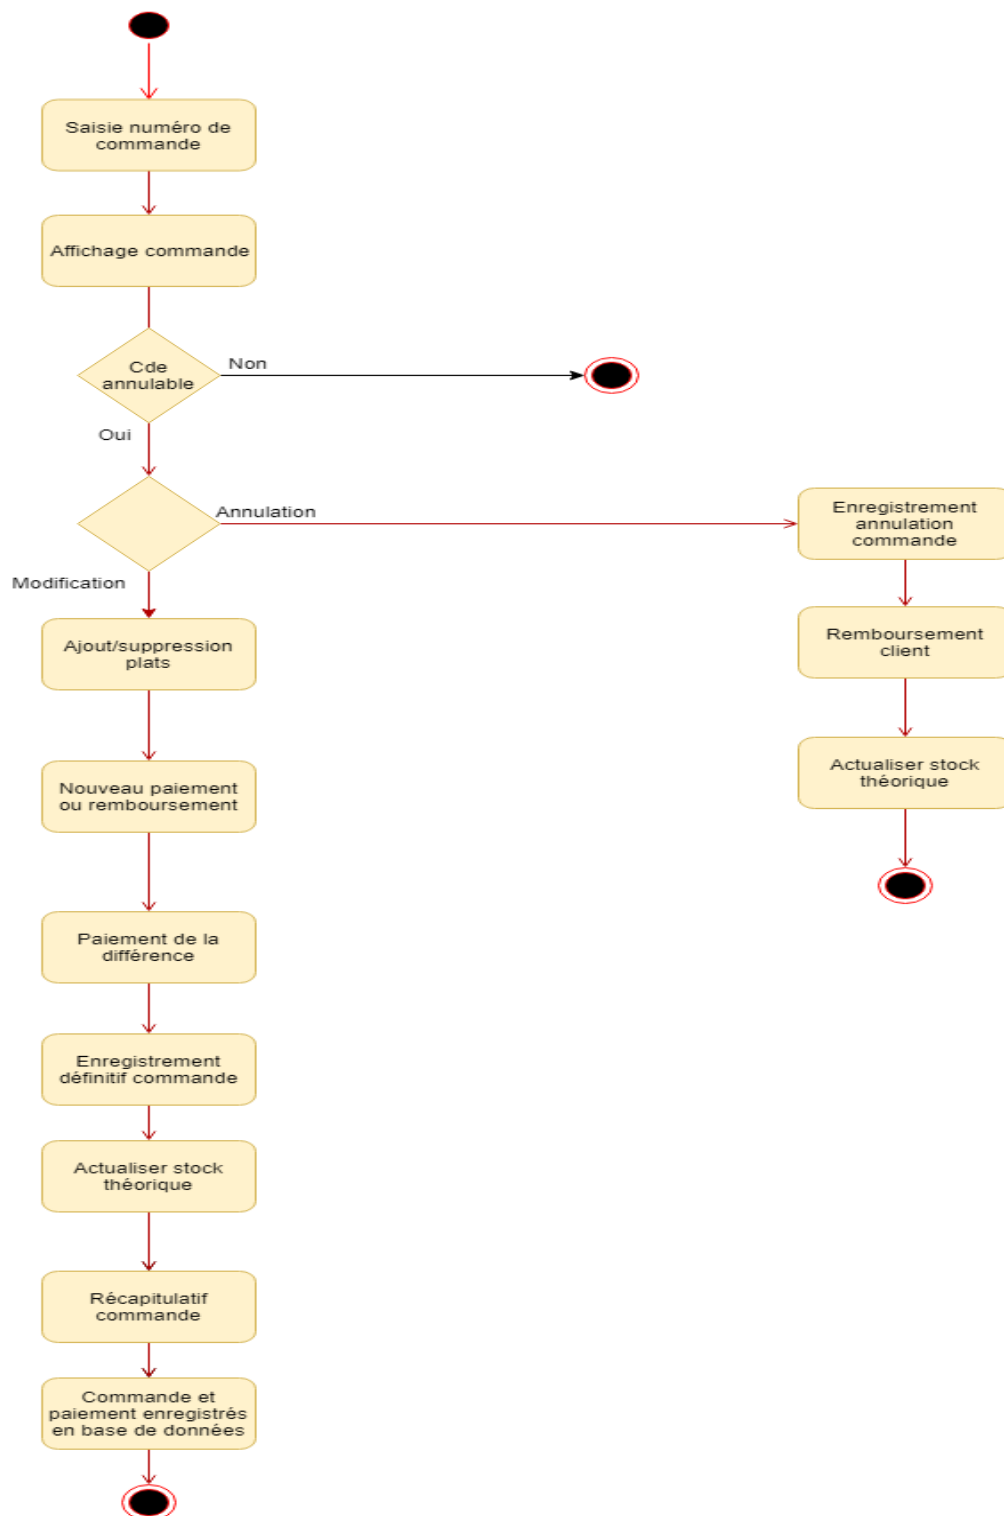 Saisie numéro de
commande
Affichage commande
Cde
annulable
Non
Oui
Annulation
Enregistrement
annulation
commande
Modification
Ajout/suppression
plats
Remboursement
client
Nouveau paiement
ou remboursement
Actualiser stock
théorique
Paiement de la
différence
Enregistrement
définitif commande
Actualiser stock
théorique
Récapitulatif
commande
Commande et
paiement enregistrés
en base de données